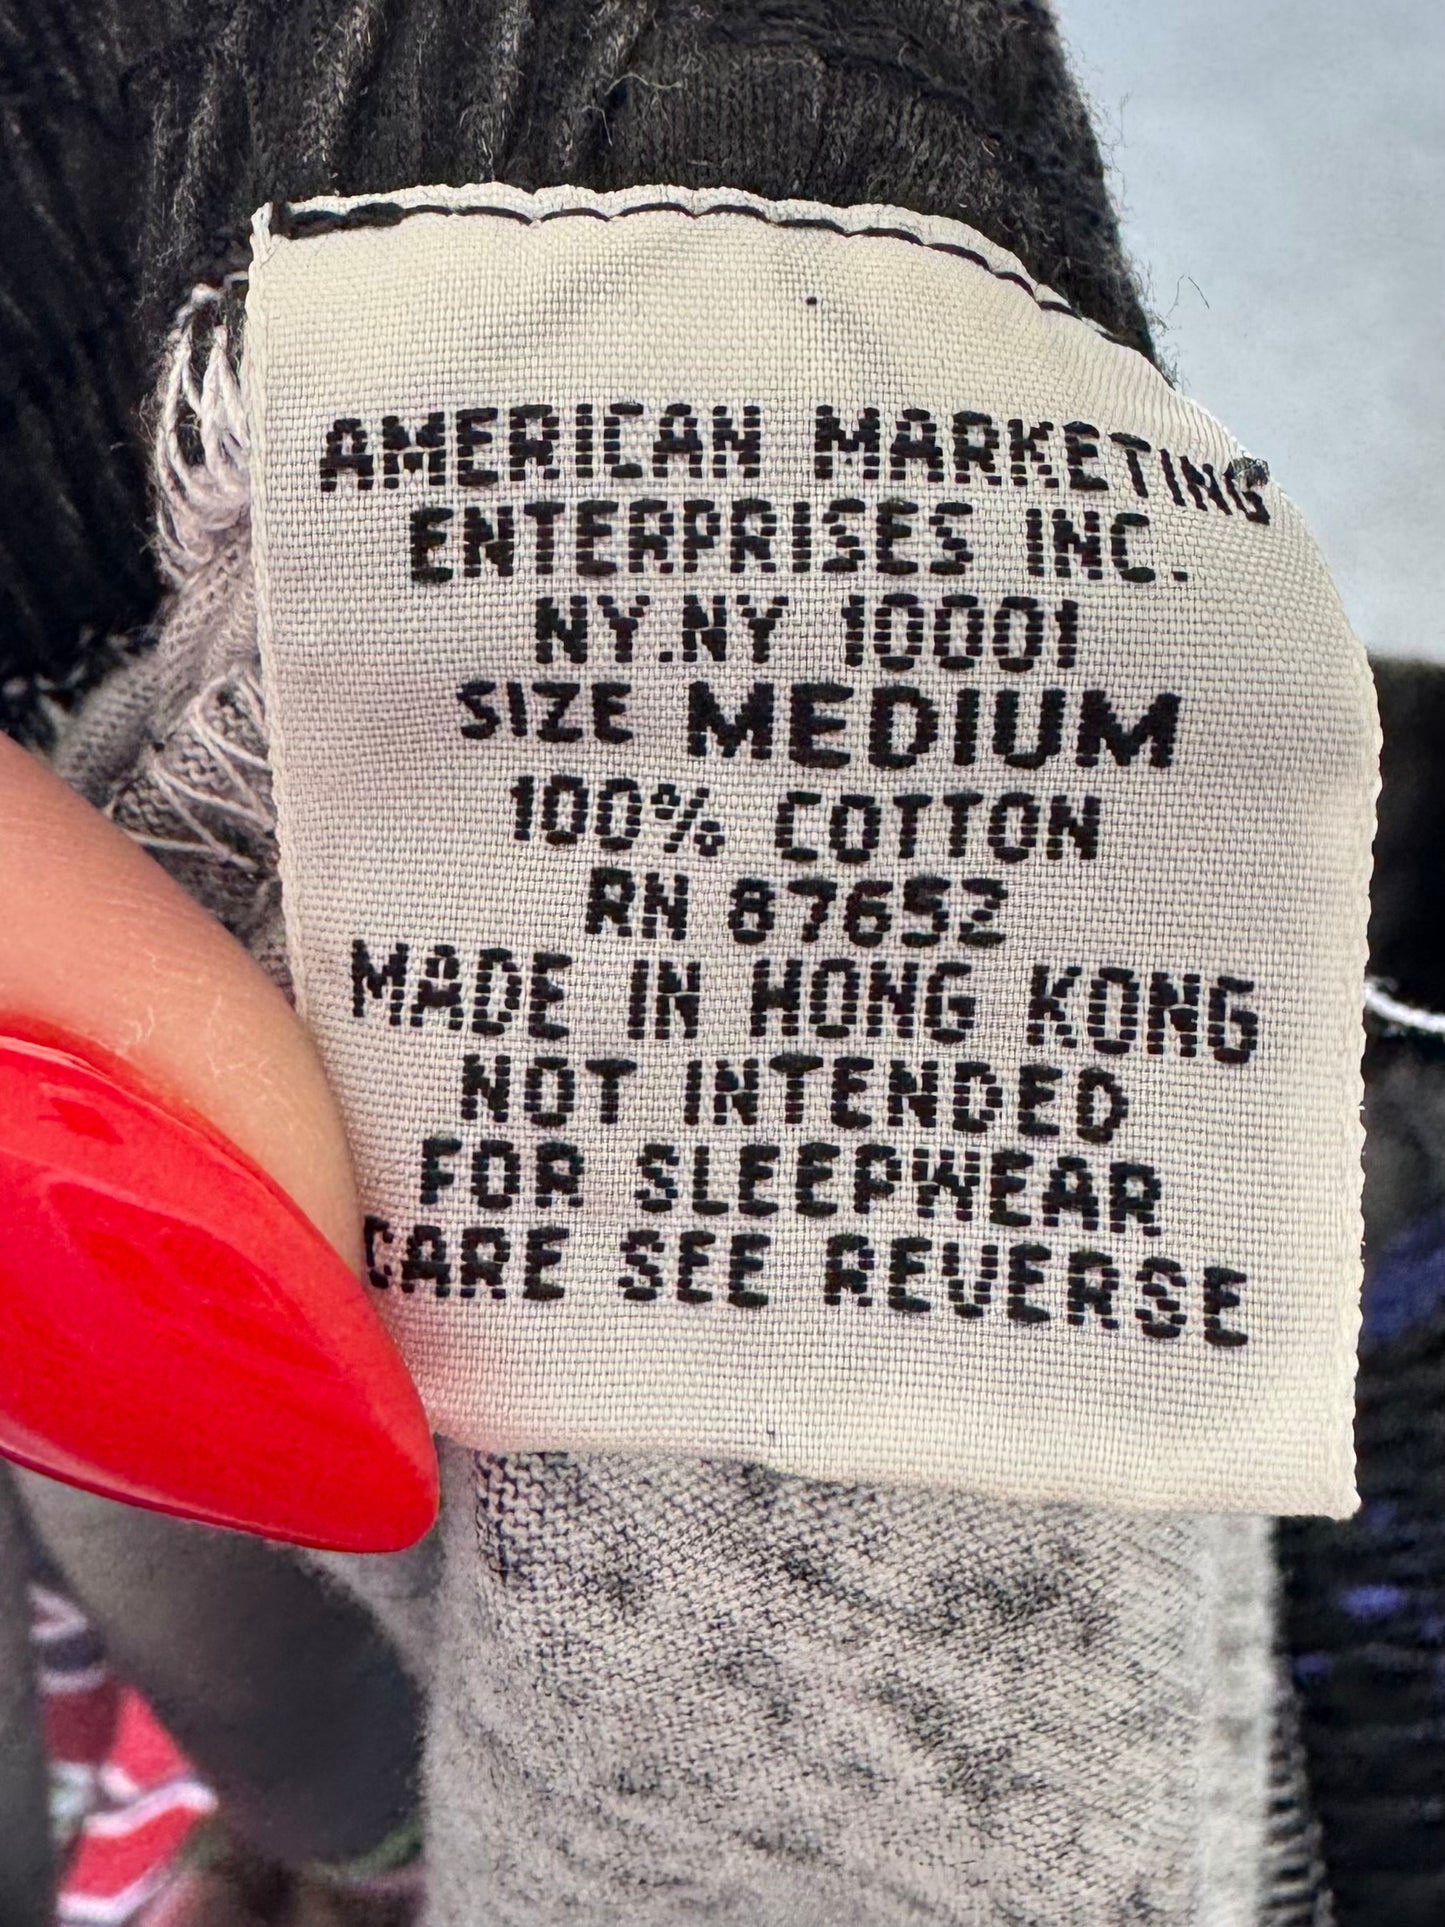 AMERICAN MARKETING
ENTERPRISES INC.
NY.NY 10001
SIZE MEDIUM
100% COTTON
RN 87652
MADE IN HONG KONG
NOT INTENDED
FOR SLEEPWEAR
CARE SEE REVERSE